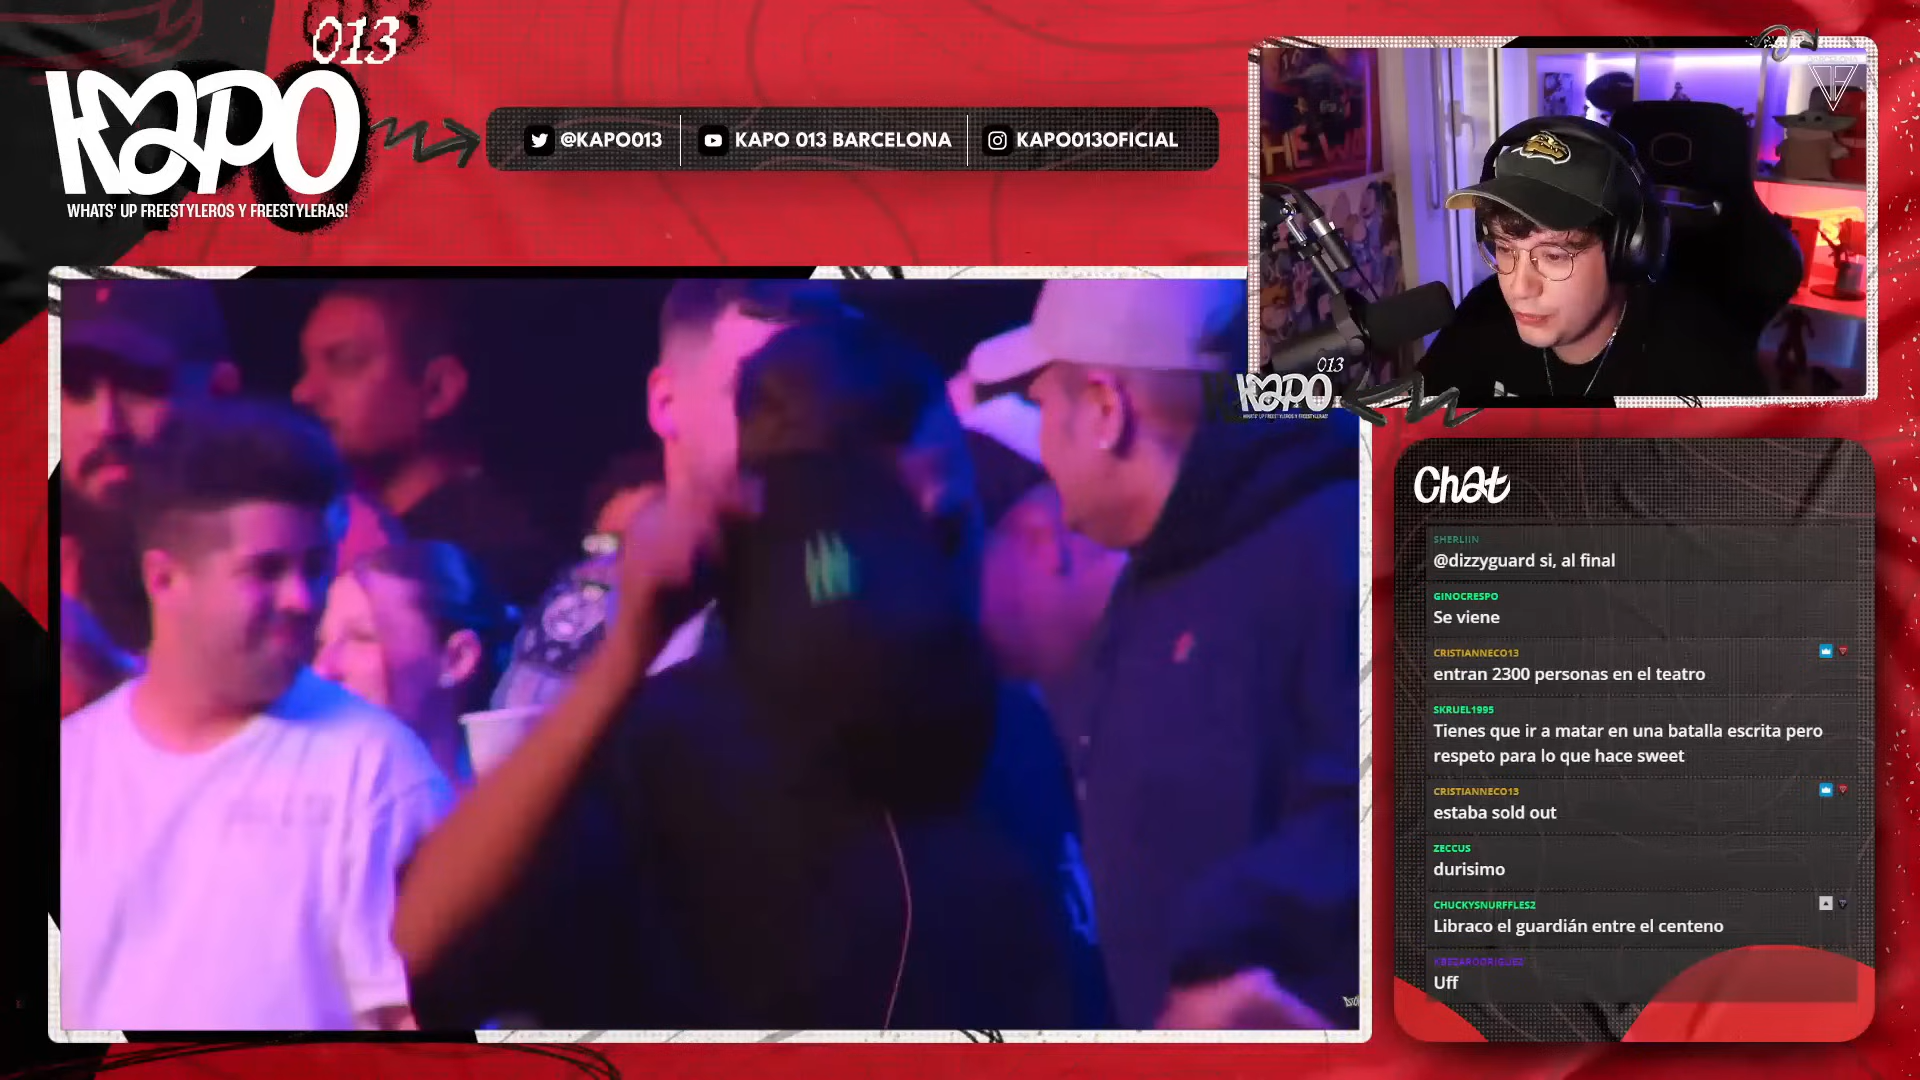 013
KAPO
WHATS' UP FREESTYLEROS Y FREESTYLERAS!
@KAPO013
KAPO 013 BARCELONA
KAPO013OFICIAL
013
KAPO
Chat
SHERLIIN
@dizzyguard si, al final
GINOCRESPO
Se viene
CRISTIANNECO13
entran 2300 personas en el teatro
SKRUEL1995
Tienes que ir a matar en una batalla escrita pero
respeto para lo que hace sweet
CRISTIANNECO13
estaba sold out
ZECCUS
durisimo
CHUCKYSNURFFLES2
Libraco el guardián entre el centeno
Uff